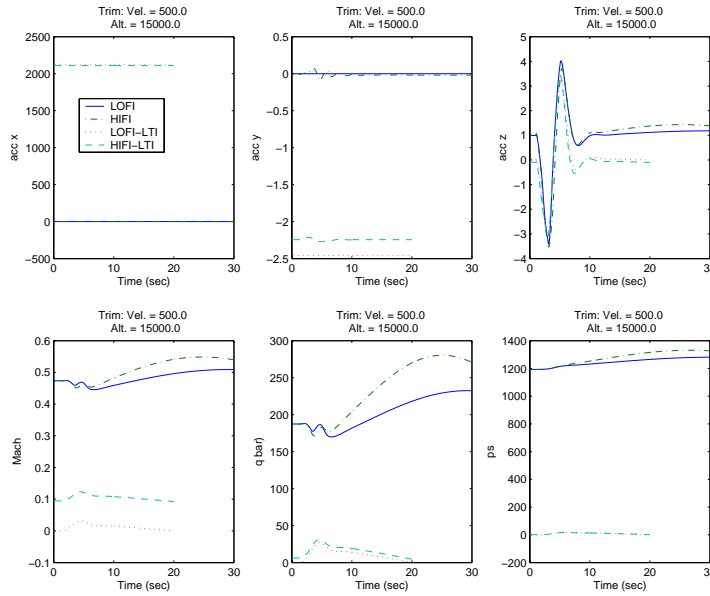 Trim: Vel. = 500.0
Alt. = 15000.0
2500
2000
1500
1000
500
0
−500
0
10
20
30
acc x
Time (sec)
LOFI
HIFI
LOFI−LTI
HIFI−LTI
Trim: Vel. = 500.0
Alt. = 15000.0
0.5
0
−0.5
−1
−1.5
−2
−2.5
0
10
20
30
acc y
Time (sec)
Trim: Vel. = 500.0
Alt. = 15000.0
5
4
3
2
1
0
−1
−2
−3
−4
0
10
20
30
acc z
Time (sec)
Trim: Vel. = 500.0
Alt. = 15000.0
0.6
0.5
0.4
0.3
0.2
0.1
0
−0.1
0
10
20
30
Mach
Time (sec)
Trim: Vel. = 500.0
Alt. = 15000.0
300
250
200
150
100
50
0
0
10
20
30
q bar)
Time (sec)
Trim: Vel. = 500.0
Alt. = 15000.0
1400
1200
1000
800
600
400
200
0
−200
0
10
20
30
ps
Time (sec)